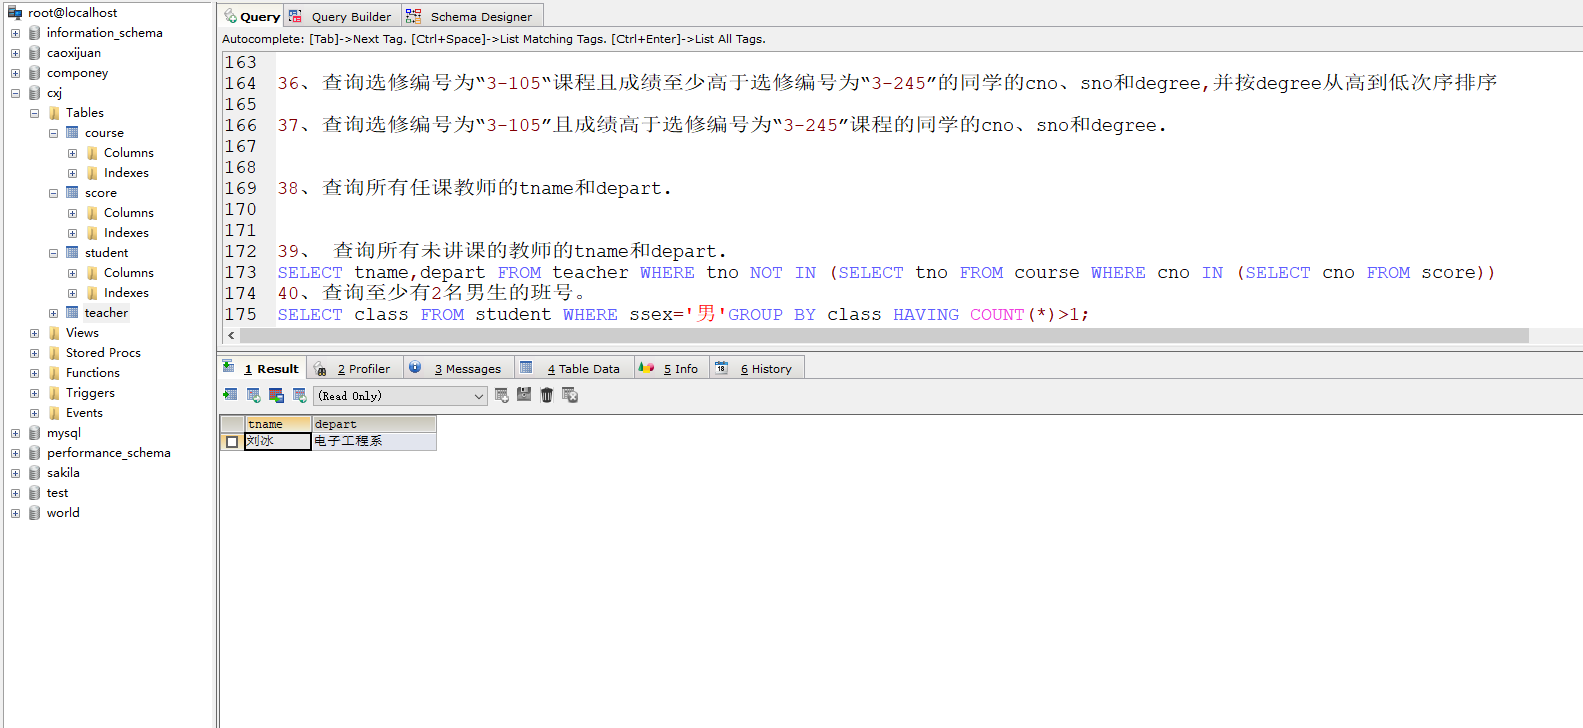 root@localhost
information_schema
caoxijuan
componey
cxj
Tables
course
Columns
Indexes
score
Columns
Indexes
student
Columns
Indexes
teacher
Views
Stored Procs
Functions
Triggers
Events
mysql
performance_schema
sakila
test
world
Query Query Builder Schema Designer
Autocomplete: [Tab]->Next Tag. [Ctrl+Space]->List Matching Tags. [Ctrl+Enter]->List All Tags.
163
164 36、查询选修编号为“3-105“课程且成绩至少高于选修编号为“3-245”的同学的cno、sno和degree,并按degree从高到低次序排序
165
166 37、查询选修编号为“3-105”且成绩高于选修编号为“3-245”课程的同学的cno、sno和degree.
167
168
169 38、查询所有任课教师的tname和depart.
170
171
172 39、 查询所有未讲课的教师的tname和depart.
173 SELECT tname,depart FROM teacher WHERE tno NOT IN (SELECT tno FROM course WHERE cno IN (SELECT cno FROM score))
174 40、查询至少有2名男生的班号。
175 SELECT class FROM student WHERE ssex='男'GROUP BY class HAVING COUNT(*)>1;
1 Result 2 Profiler 3 Messages 4 Table Data 5 Info 6 History
(Read Only)
tname depart
刘冰 电子工程系